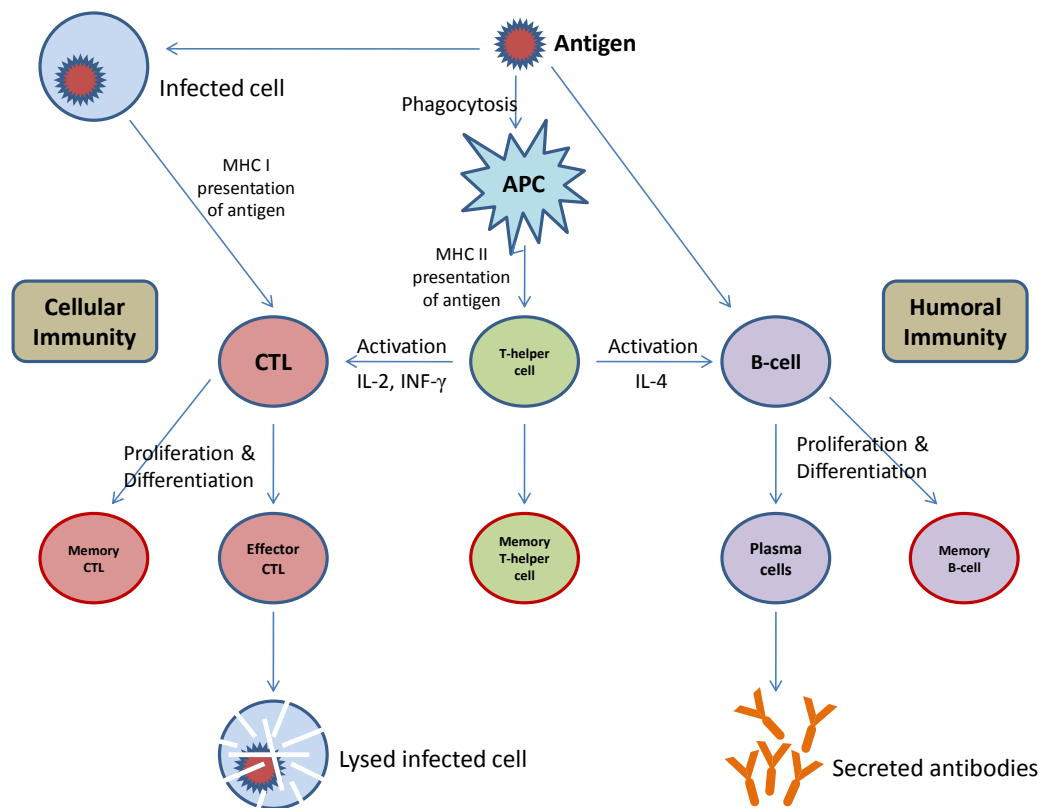 Antigen
Infected cell
Phagocytosis
APC
MHC I
presentation
of antigen
MHC II
presentation
of antigen
Cellular
Immunity
Humoral
Immunity
CTL
Activation
IL-2, INF-γ
T-helper
cell
Activation
IL-4
B-cell
Proliferation &
Differentiation
Proliferation &
Differentiation
Memory
CTL
Effector
CTL
Memory
T-helper
cell
Plasma
cells
Memory
B-cell
Lysed infected cell
Secreted antibodies